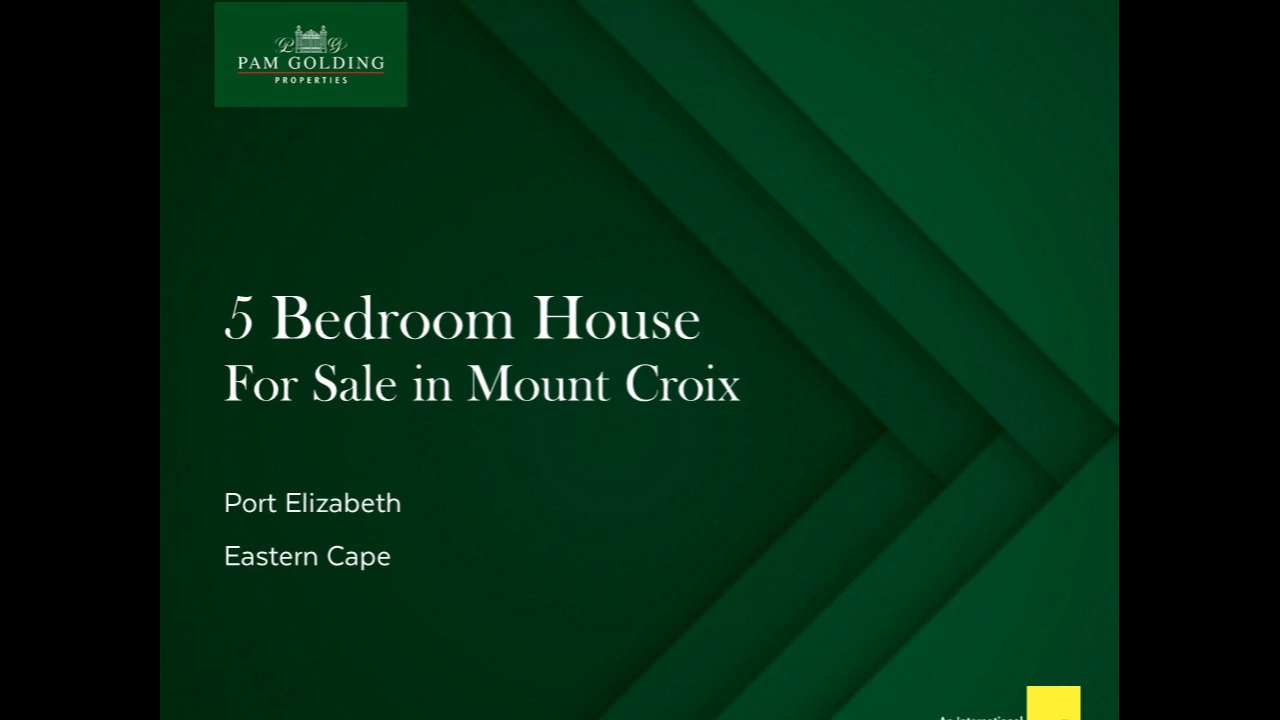 PAM GOLDING
PROPERTIES
5 Bedroom House
For Sale in Mount Croix
Port Elizabeth
Eastern Cape